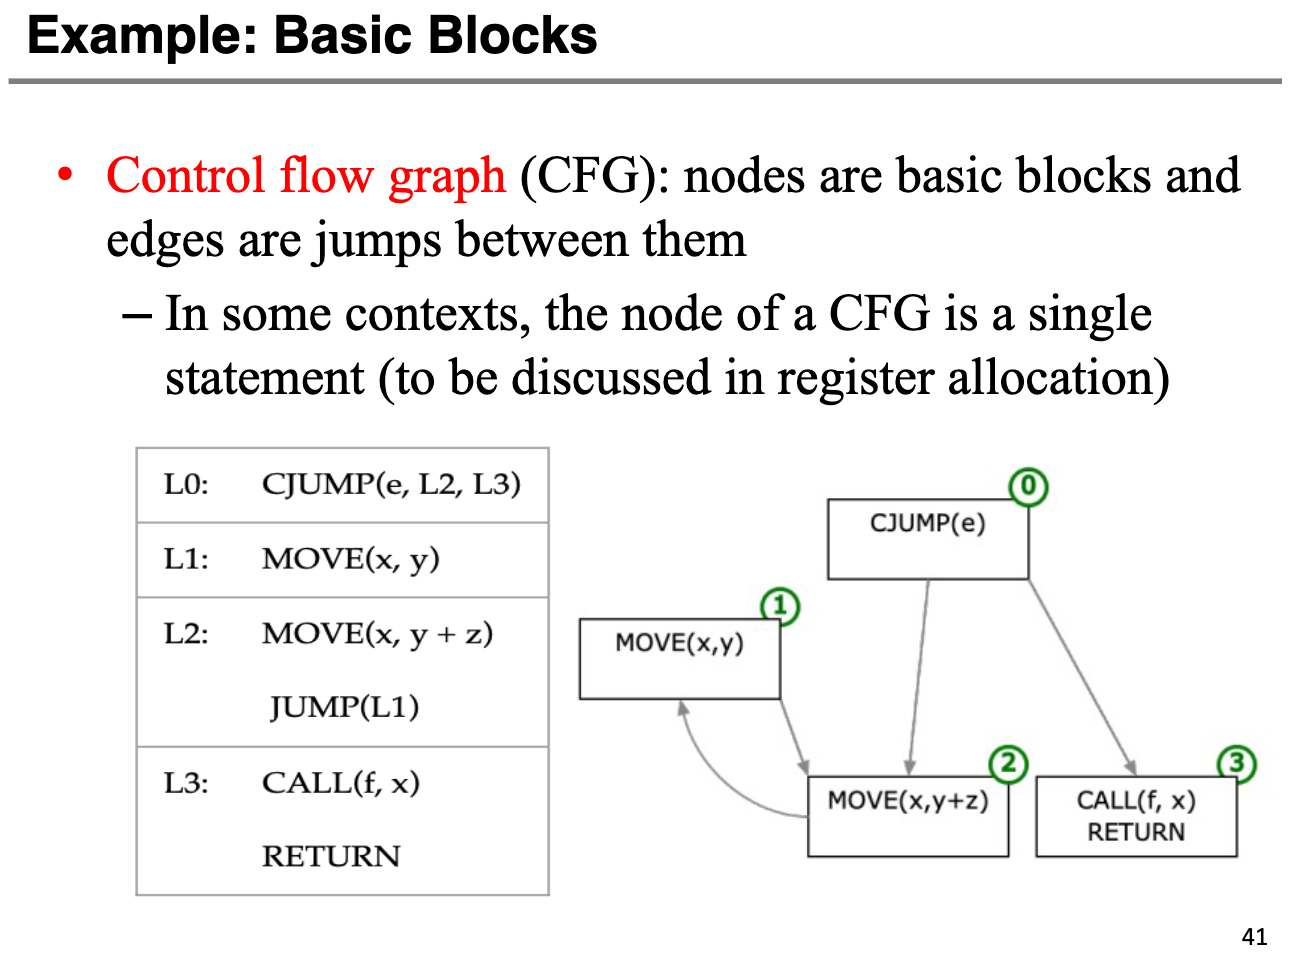 Example: Basic Blocks
• Control flow graph (CFG): nodes are basic blocks and
edges are jumps between them
– In some contexts, the node of a CFG is a single
statement (to be discussed in register allocation)
L0: CJUMP(e, L2, L3)
L1: MOVE(x, y)
L2: MOVE(x, y + z)
JUMP(L1)
L3: CALL(f, x)
RETURN
0
CJUMP(e)
1
MOVE(x,y)
2
MOVE(x,y+z)
3
CALL(f, x)
RETURN
41